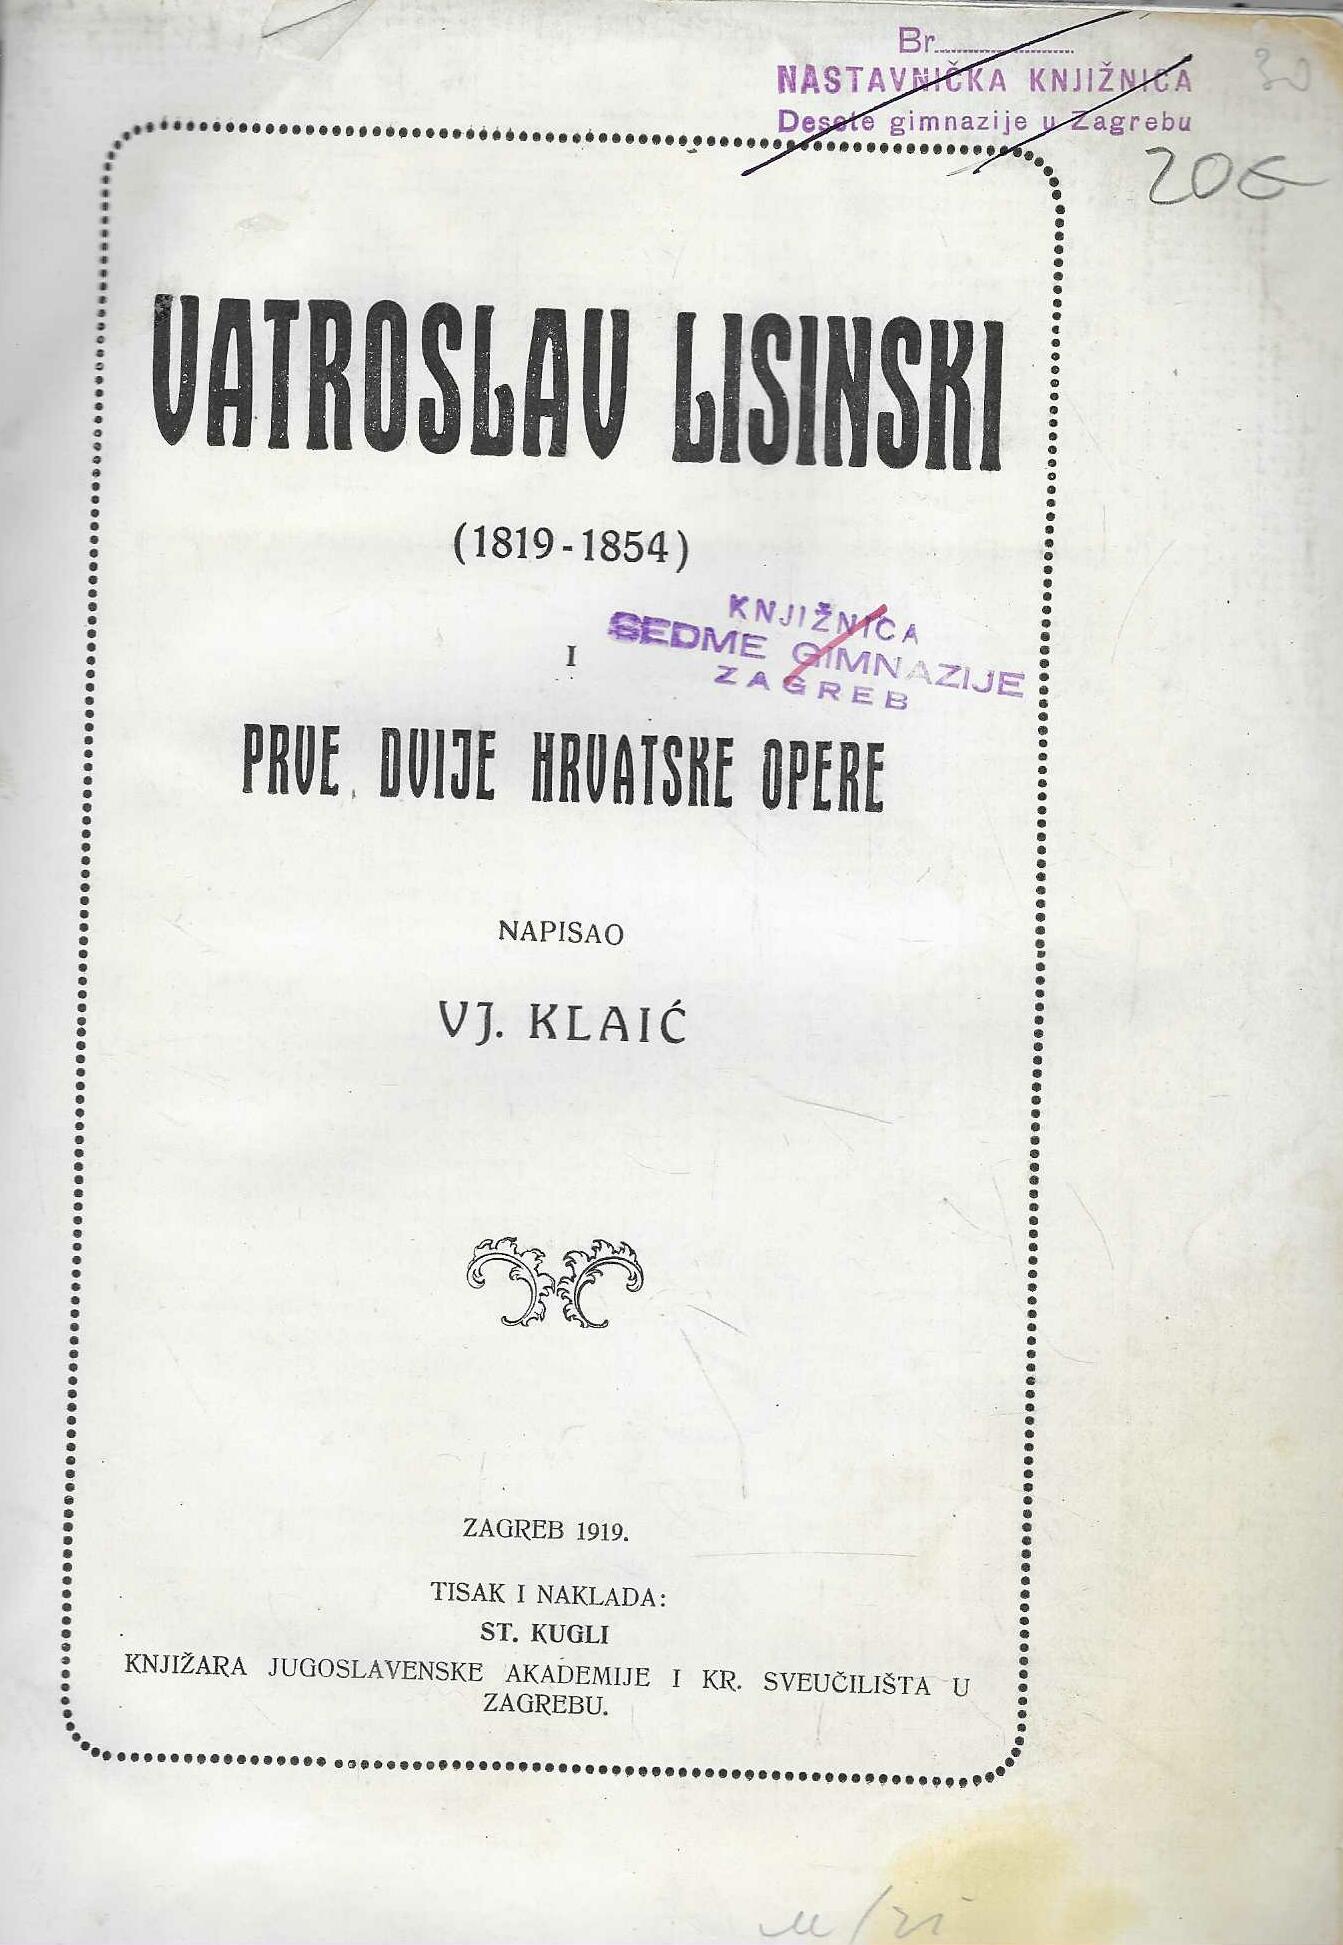 Br.
NASTAVNIČKA KNJIŽNICA
Desete gimnazije u Zagrebu
30
20€
VATROSLAV LISINSKI
(1819-1854)
KNJIŽNICA
SEDME GIMNAZIJE
ZAGREB
I
PRVE DVIJE HRVATSKE OPERE
NAPISAO
VJ. KLAIĆ
ZAGREB 1919.
TISAK I NAKLADA:
ST. KUGLI
KNJIŽARA JUGOSLAVENSKE AKADEMIJE I KR. SVEUČILIŠTA U
ZAGREBU.